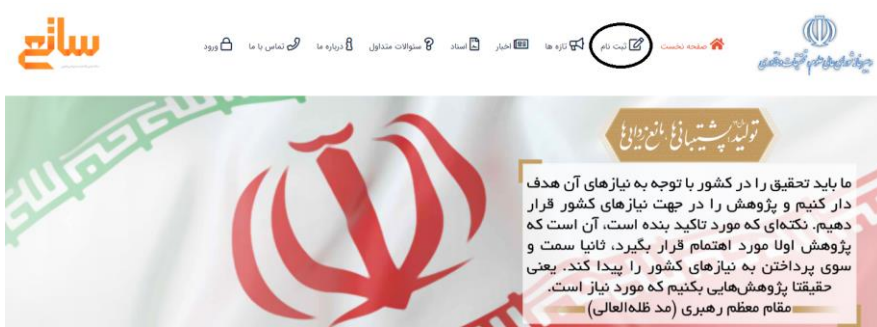 صفحه نخست ثبت نام تازه ها اخبار اسناد سئوالات متداول درباره ما تماس با ما ورود
ساتع
تولید، پشتیبانی‌ها، مانع‌زدایی‌ها
ما باید تحقیق را در کشور با توجه به نیازهای آن هدف
دار کنیم و پژوهش را در جهت نیازهای کشور قرار
دهیم. نکته‌ای که مورد تاکید بنده است، آن است که
پژوهش اولا مورد اهتمام قرار بگیرد، ثانیا سمت و
سوی پرداختن به نیازهای کشور را پیدا کند. یعنی
حقیقتا پژوهش‌هایی بکنیم که مورد نیاز است.
مقام معظم رهبری (مد ظله‌العالی)